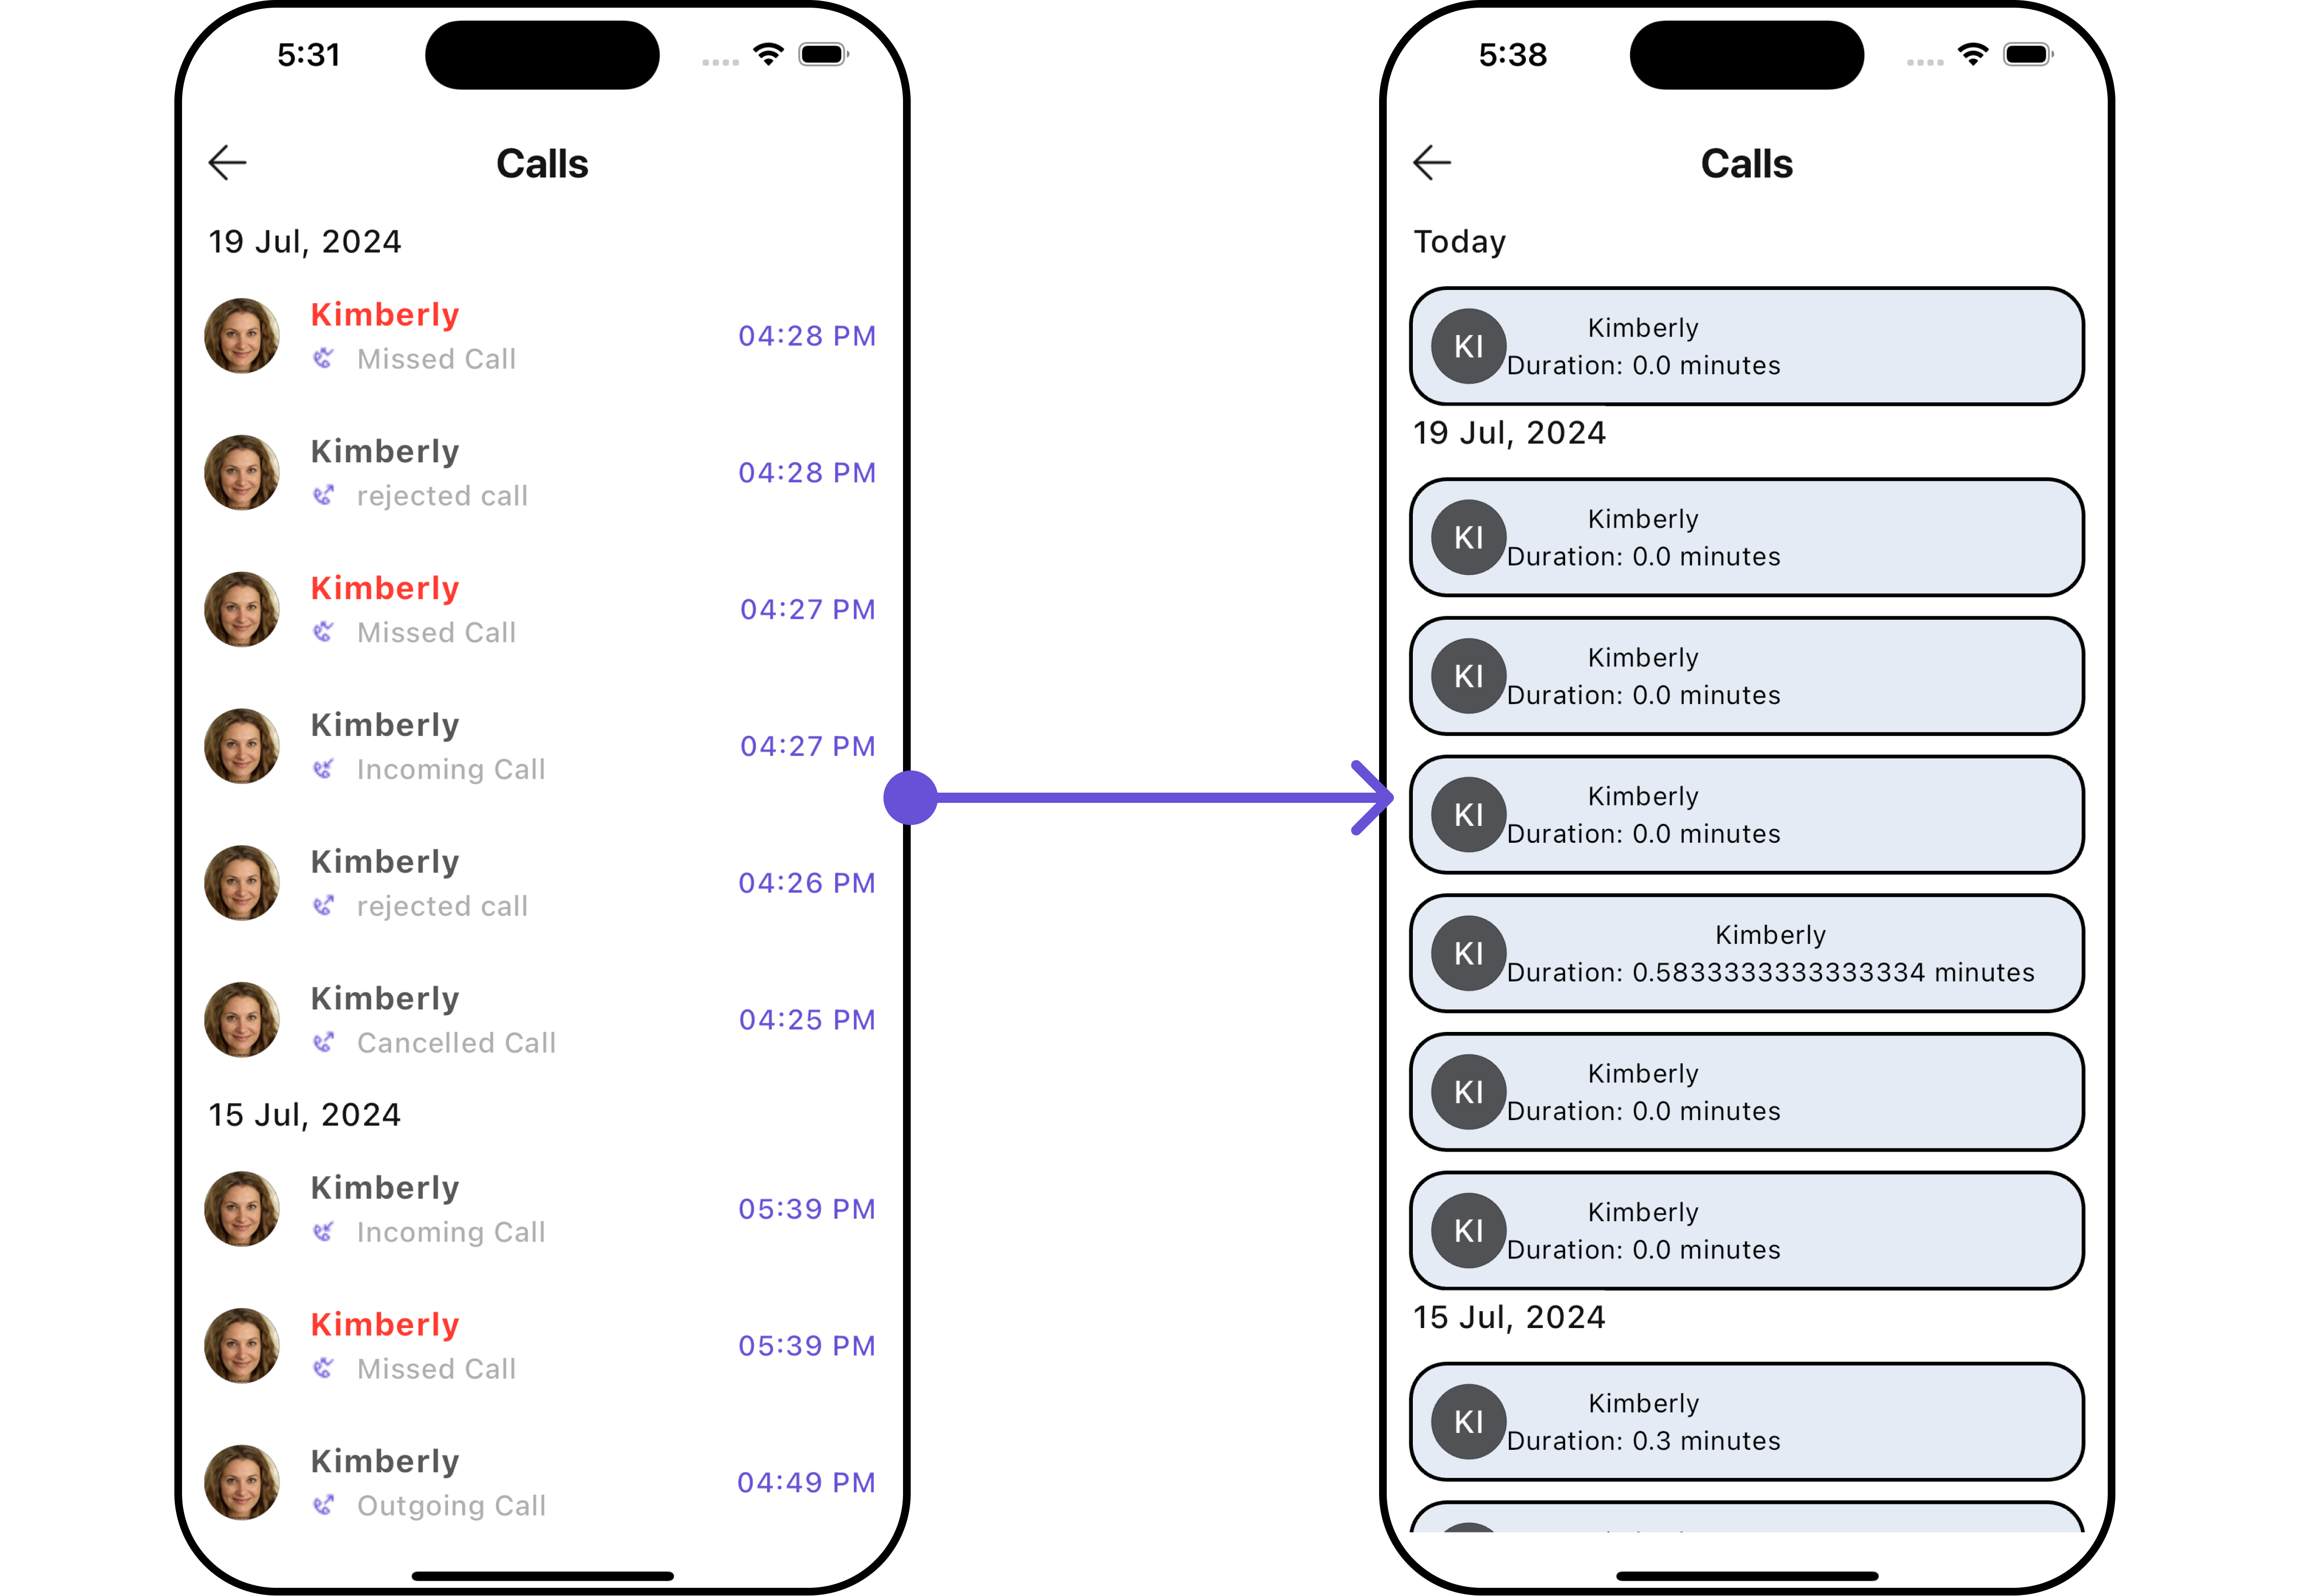 5:31
Calls
19 Jul, 2024
Kimberly
Missed Call
04:28 PM
Kimberly
rejected call
04:28 PM
Kimberly
Missed Call
04:27 PM
Kimberly
Incoming Call
04:27 PM
Kimberly
rejected call
04:26 PM
Kimberly
Cancelled Call
04:25 PM
15 Jul, 2024
Kimberly
Incoming Call
05:39 PM
Kimberly
Missed Call
05:39 PM
Kimberly
Outgoing Call
04:49 PM
5:38
Calls
Today
KI
Kimberly
Duration: 0.0 minutes
19 Jul, 2024
KI
Kimberly
Duration: 0.0 minutes
KI
Kimberly
Duration: 0.0 minutes
KI
Kimberly
Duration: 0.0 minutes
KI
Kimberly
Duration: 0.5833333333333334 minutes
KI
Kimberly
Duration: 0.0 minutes
KI
Kimberly
Duration: 0.0 minutes
15 Jul, 2024
KI
Kimberly
Duration: 0.3 minutes